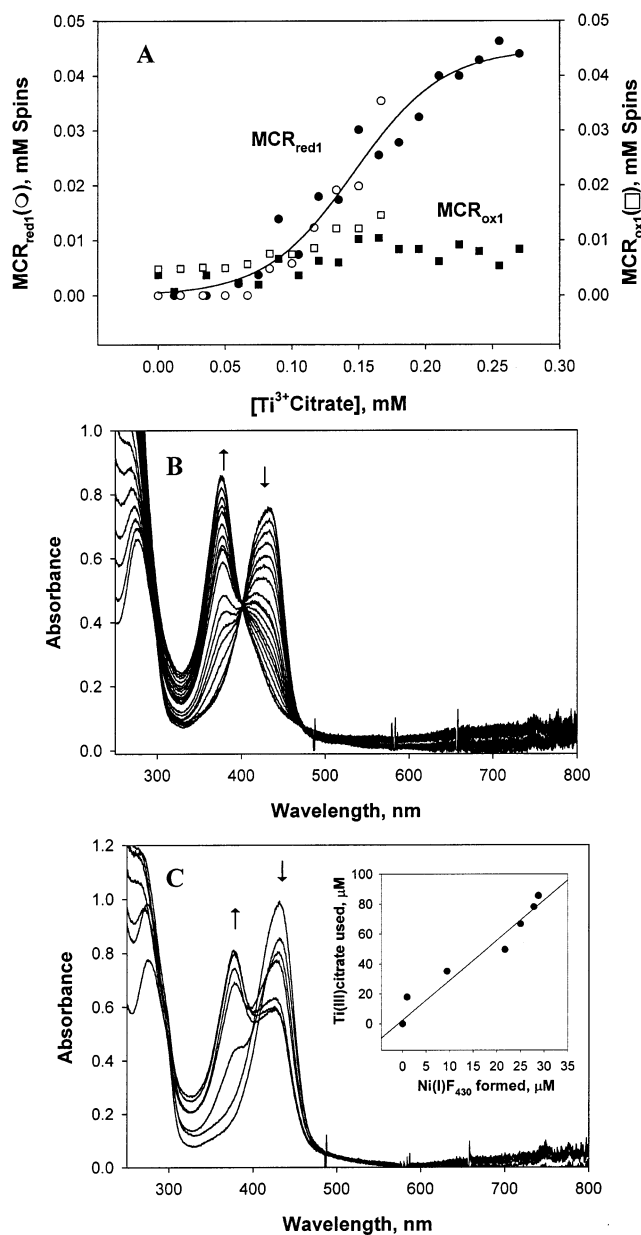 A
MCR_red1 (○), mM Spins
MCR_ox1 (□), mM Spins
0.05 0.05
0.04 0.04
0.03 0.03
0.02 0.02
0.01 0.01
0.00 0.00
MCR_red1
MCR_ox1
0.00 0.05 0.10 0.15 0.20 0.25 0.30
[Ti³⁺Citrate], mM
B
Absorbance
1.0
0.8
0.6
0.4
0.2
0.0
300 400 500 600 700 800
Wavelength, nm
C
Absorbance
1.2
1.0
0.8
0.6
0.4
0.2
0.0
300 400 500 600 700 800
Wavelength, nm
Ti(III)citrate used, µM
100
80
60
40
20
0
0 5 10 15 20 25 30 35
Ni(I)F₄₃₀ formed, µM